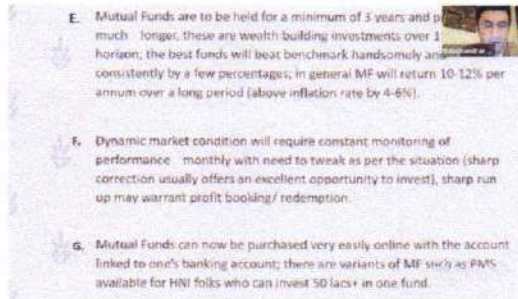 E. Mutual Funds are to be held for a minimum of 3 years and
much longer, these are wealth building investments over 1
horizon; the best funds will beat benchmark handsomely an
consistently by a few percentages; in general MF will return 10-12% per
annum over a long period (above inflation rate by 4-6%).
F. Dynamic market condition will require constant monitoring of
performance monthly with need to tweak as per the situation (sharp
correction usually offers an excellent opportunity to invest), sharp run
up may warrant profit booking/ redemption.
G. Mutual Funds can now be purchased very easily online with the account
linked to one's banking account; there are variants of MF such as PMS
available for HNI folks who can invest 50 lacs+ in one fund.